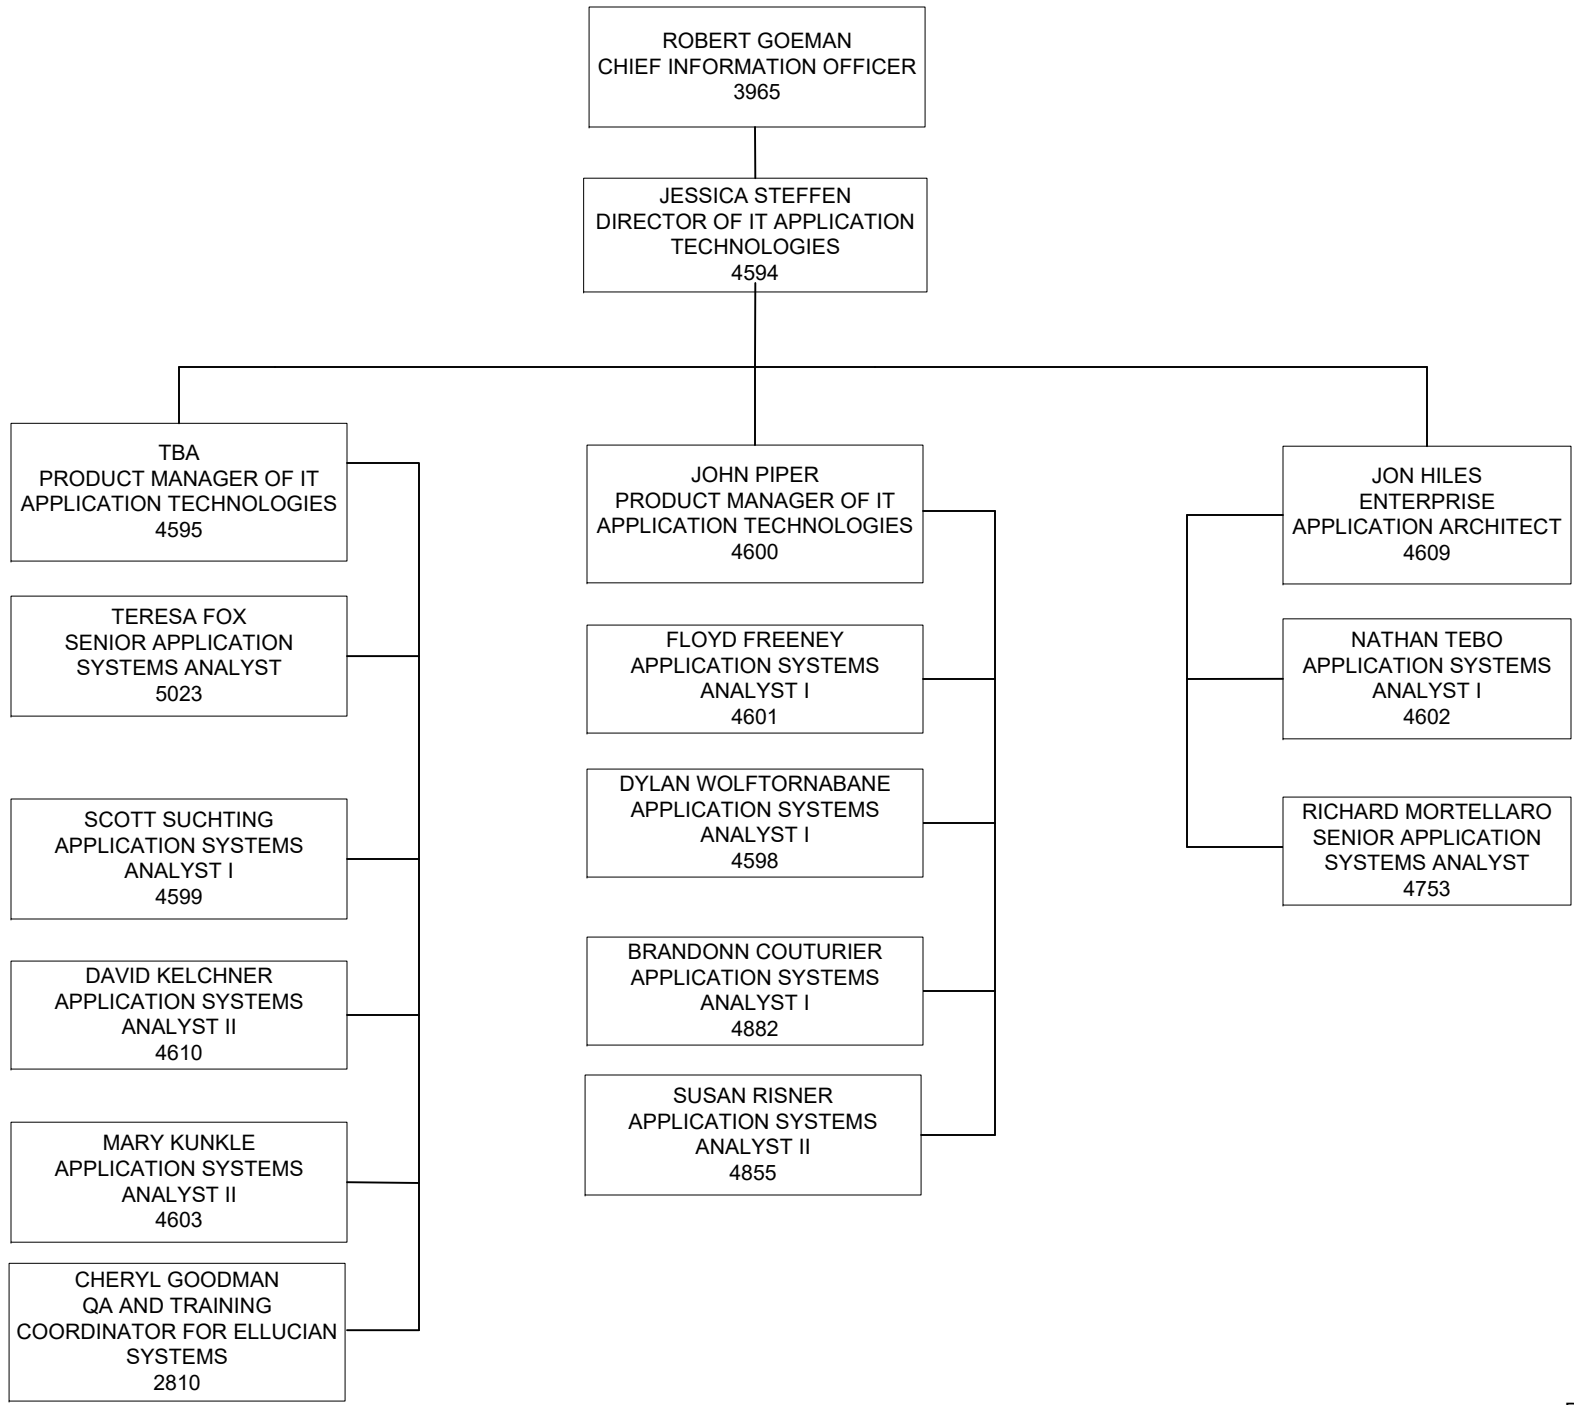 ROBERT GOEMAN
CHIEF INFORMATION OFFICER
3965
JESSICA STEFFEN
DIRECTOR OF IT APPLICATION
TECHNOLOGIES
4594
TBA
PRODUCT MANAGER OF IT
APPLICATION TECHNOLOGIES
4595
TERESA FOX
SENIOR APPLICATION
SYSTEMS ANALYST
5023
SCOTT SUCHTING
APPLICATION SYSTEMS
ANALYST I
4599
DAVID KELCHNER
APPLICATION SYSTEMS
ANALYST II
4610
MARY KUNKLE
APPLICATION SYSTEMS
ANALYST II
4603
CHERYL GOODMAN
QA AND TRAINING
COORDINATOR FOR ELLUCIAN
SYSTEMS
2810
JOHN PIPER
PRODUCT MANAGER OF IT
APPLICATION TECHNOLOGIES
4600
FLOYD FREENEY
APPLICATION SYSTEMS
ANALYST I
4601
DYLAN WOLFTORNABANE
APPLICATION SYSTEMS
ANALYST I
4598
BRANDONN COUTURIER
APPLICATION SYSTEMS
ANALYST I
4882
SUSAN RISNER
APPLICATION SYSTEMS
ANALYST II
4855
JON HILES
ENTERPRISE
APPLICATION ARCHITECT
4609
NATHAN TEBO
APPLICATION SYSTEMS
ANALYST I
4602
RICHARD MORTELLARO
SENIOR APPLICATION
SYSTEMS ANALYST
4753